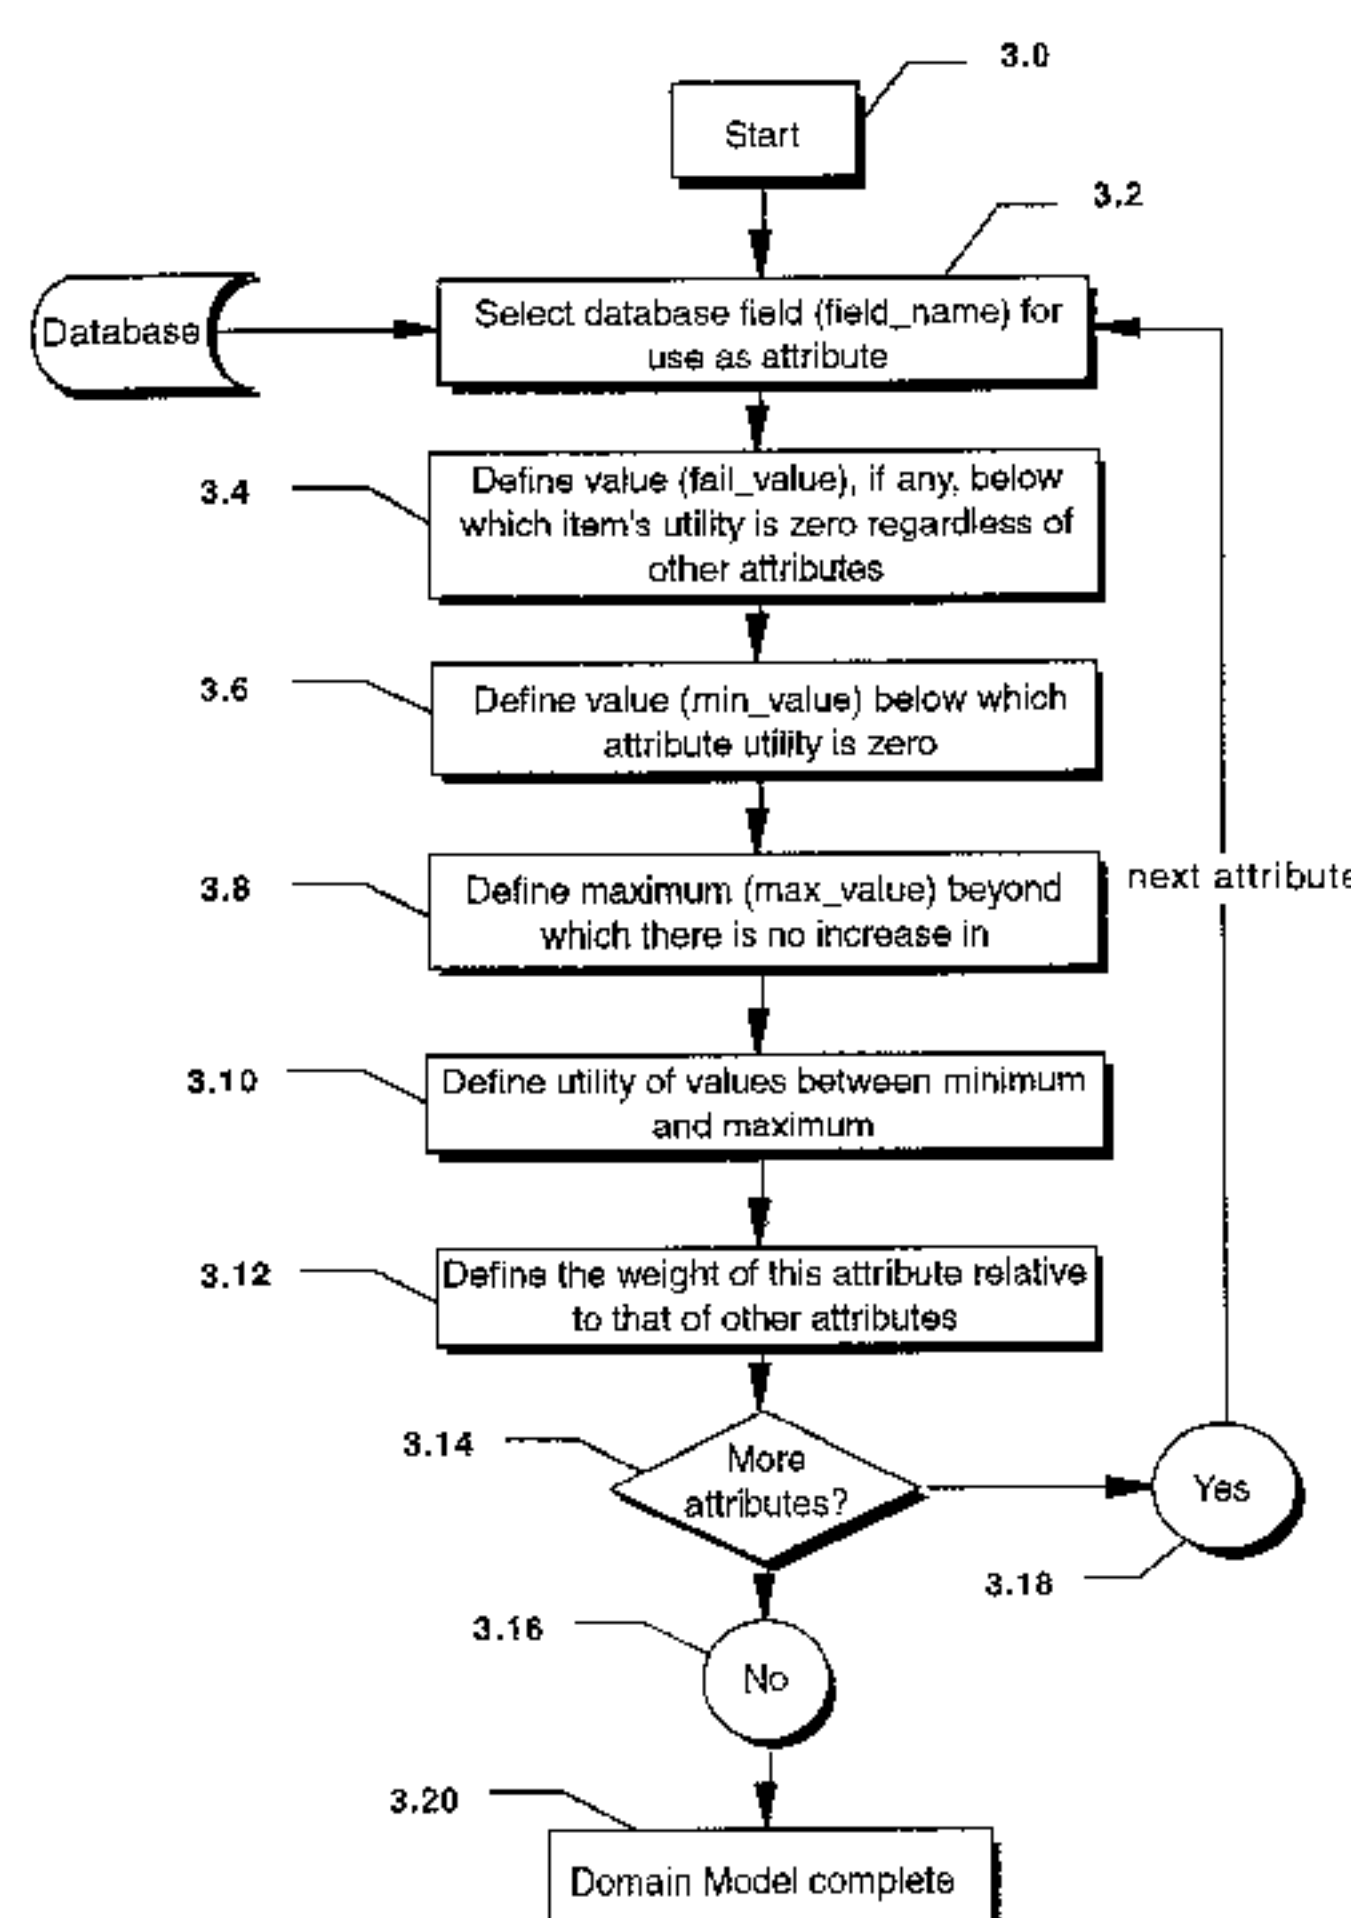 3.0
Start
3.2
Database
Select database field (field_name) for
use as attribute
3.4
Define value (fail_value), if any, below
which item's utility is zero regardless of
other attributes
3.6
Define value (min_value) below which
attribute utility is zero
3.8
Define maximum (max_value) beyond
which there is no increase in
next attribute
3.10
Define utility of values between minimum
and maximum
3.12
Define the weight of this attribute relative
to that of other attributes
3.14
More
attributes?
Yes
3.18
3.16
No
3.20
Domain Model complete